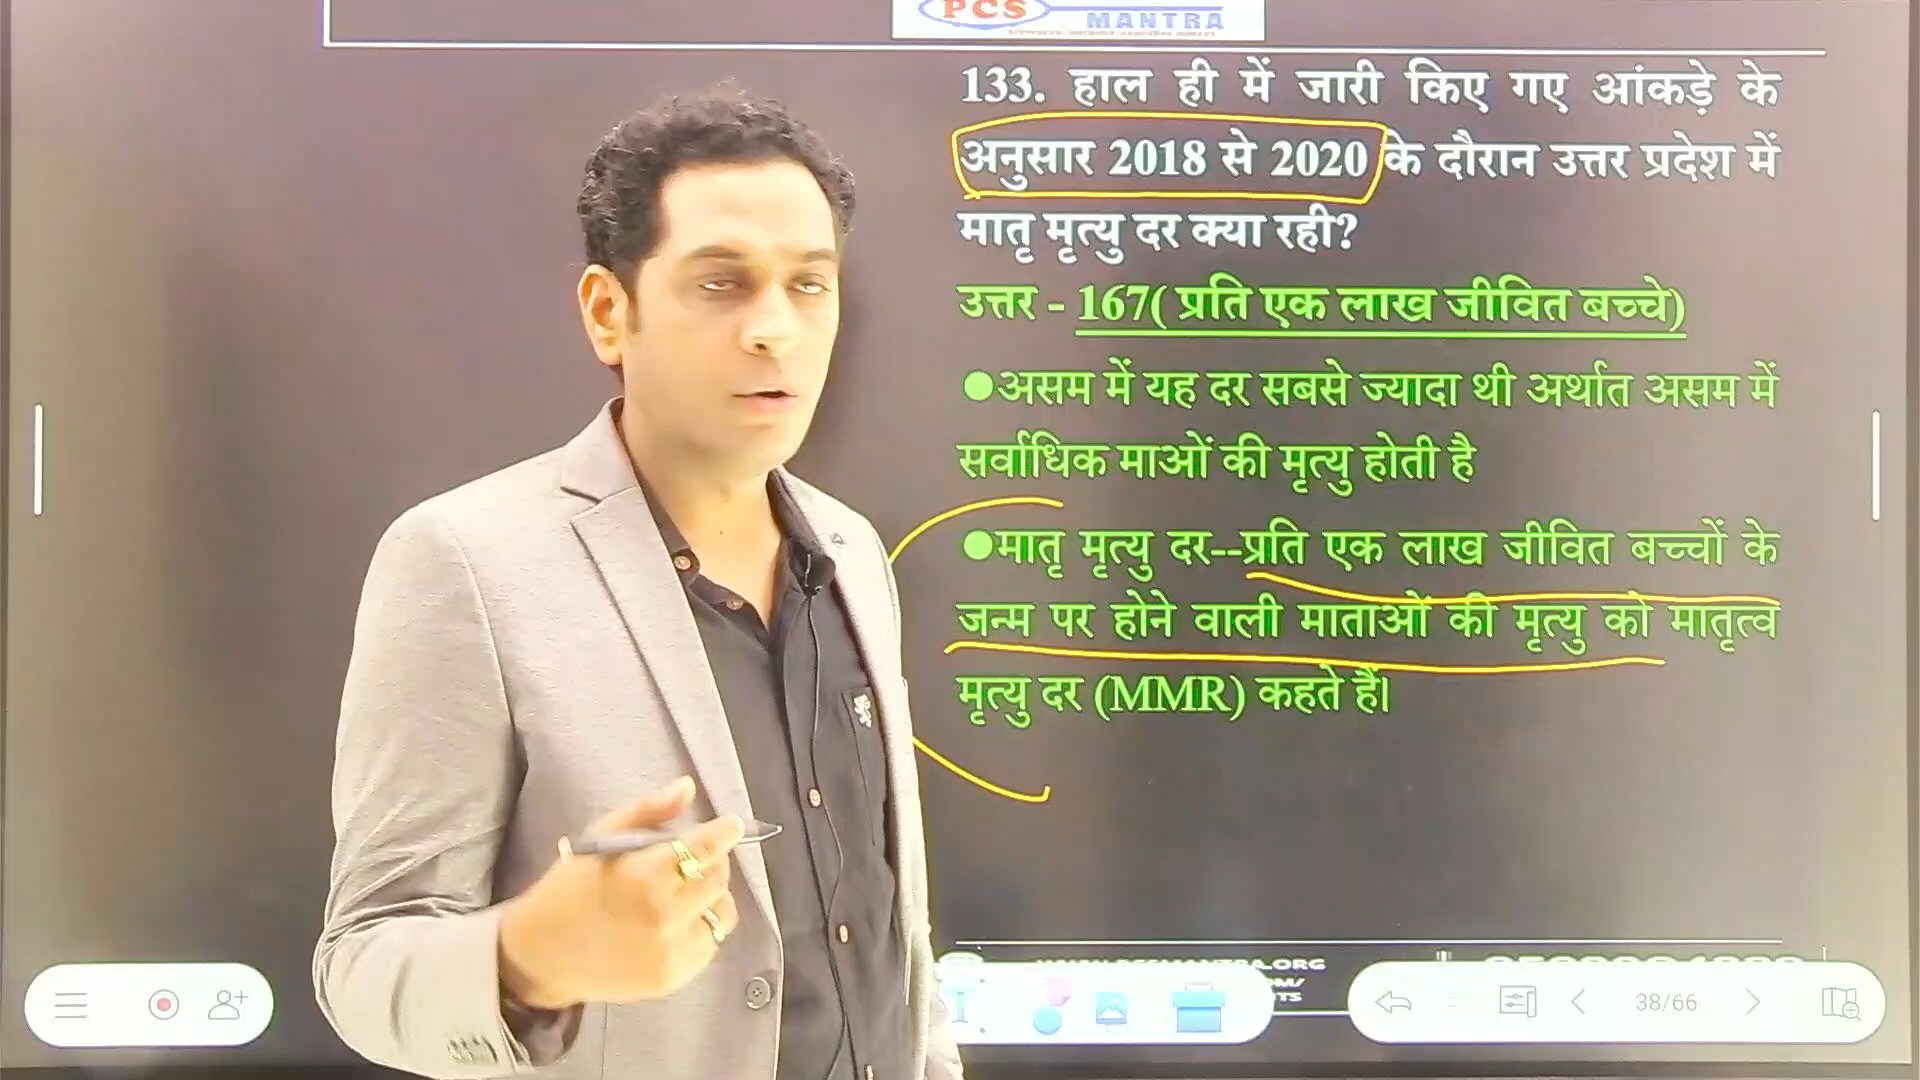 PCS
MANTRA
133. हाल ही में जारी किए गए आंकड़े के
अनुसार 2018 से 2020 के दौरान उत्तर प्रदेश में
मातृ मृत्यु दर क्या रही?
उत्तर - 167( प्रति एक लाख जीवित बच्चे)
●असम में यह दर सबसे ज्यादा थी अर्थात असम में
सर्वाधिक माओं की मृत्यु होती है
●मातृ मृत्यु दर--प्रति एक लाख जीवित बच्चों के
जन्म पर होने वाली माताओं की मृत्यु को मातृत्व
मृत्यु दर (MMR) कहते हैं।
38/66